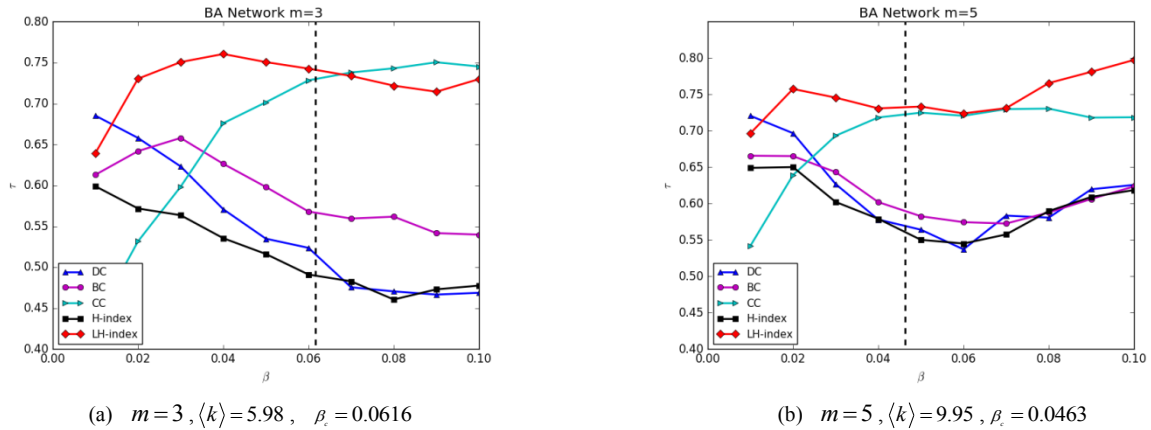 BA Network m=3
0.80
0.75
0.70
0.65
0.60
0.55
0.50
0.45
0.40
τ
DC
BC
CC
H-index
LH-index
0.00 0.02 0.04 0.06 0.08 0.10
β
(a) m = 3 , ⟨k⟩ = 5.98 , β_c = 0.0616
BA Network m=5
0.80
0.75
0.70
0.65
0.60
0.55
0.50
0.45
0.40
τ
DC
BC
CC
H-index
LH-index
0.00 0.02 0.04 0.06 0.08 0.10
β
(b) m = 5 , ⟨k⟩ = 9.95 , β_c = 0.0463